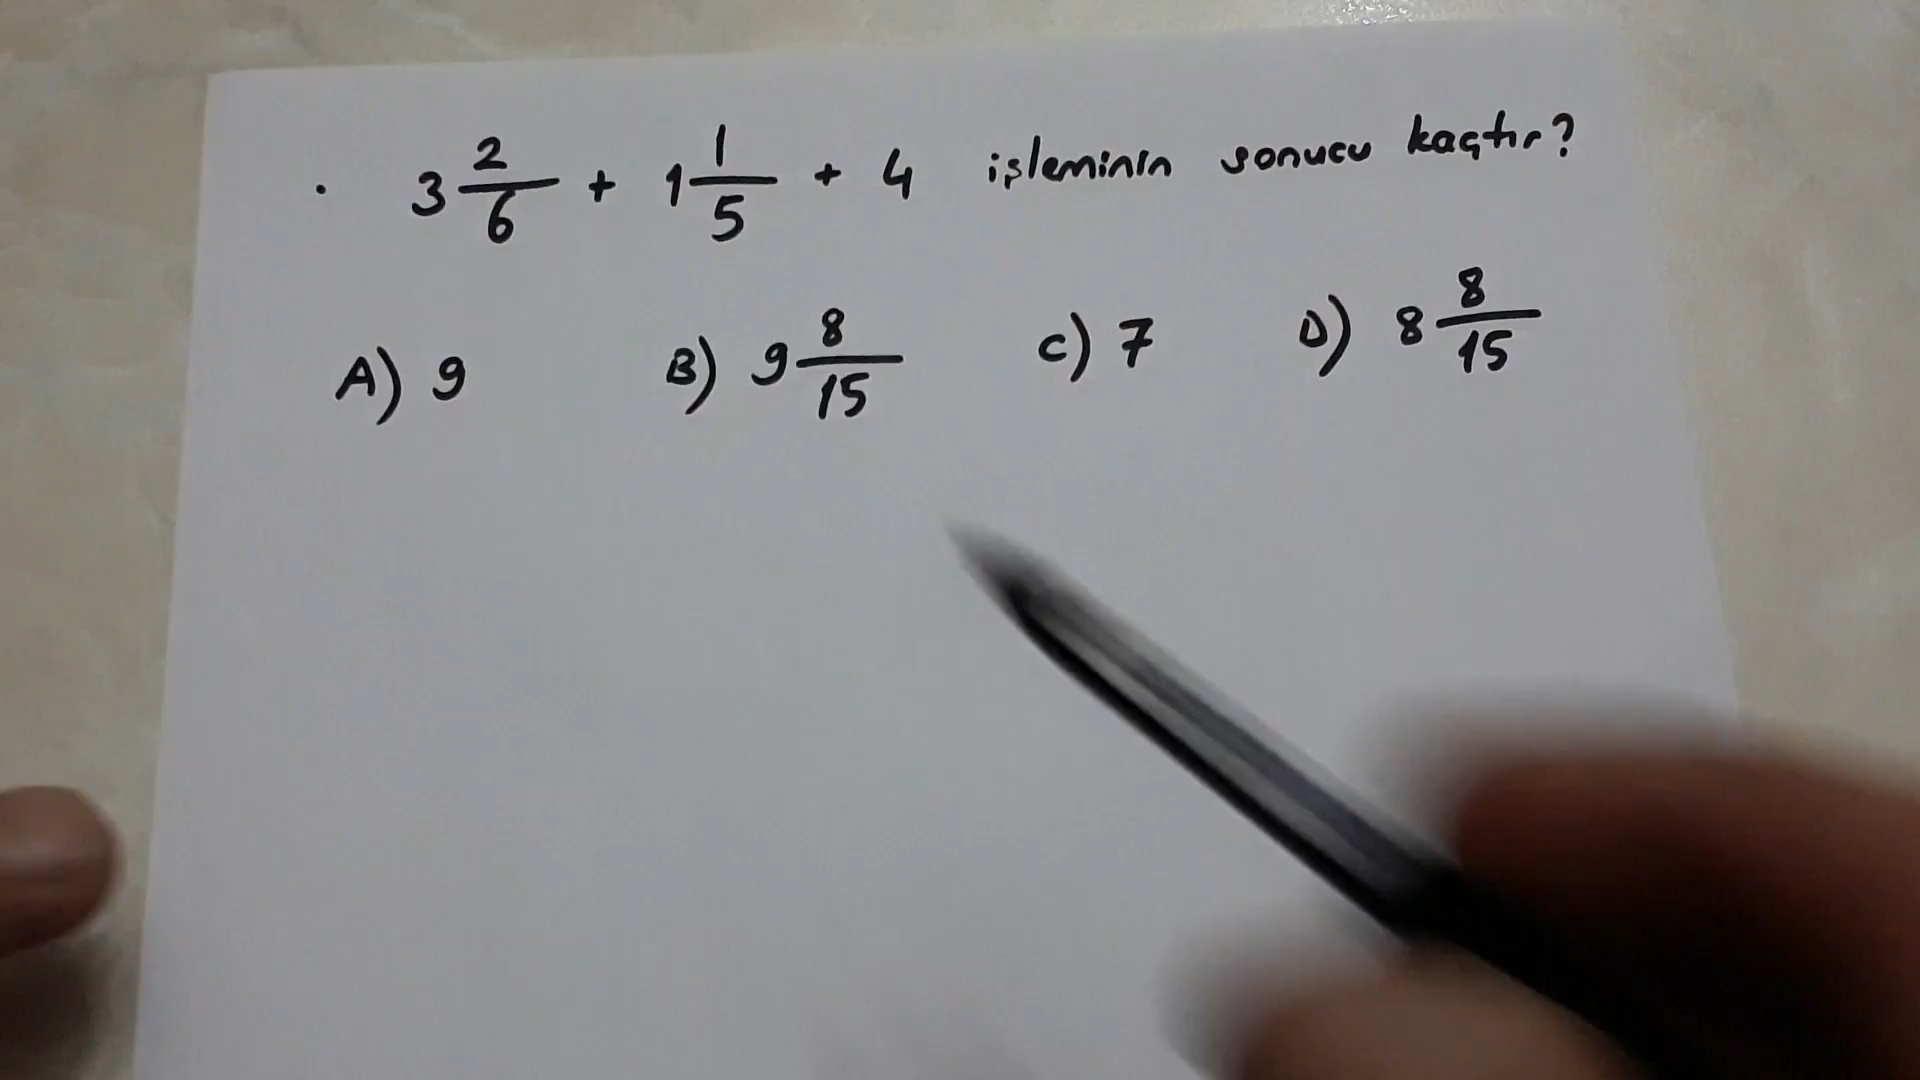 . 3 2/6 + 1 1/5 + 4 işleminin sonucu kaçtır?
A) 9 B) 9 8/15 C) 7 D) 8 8/15